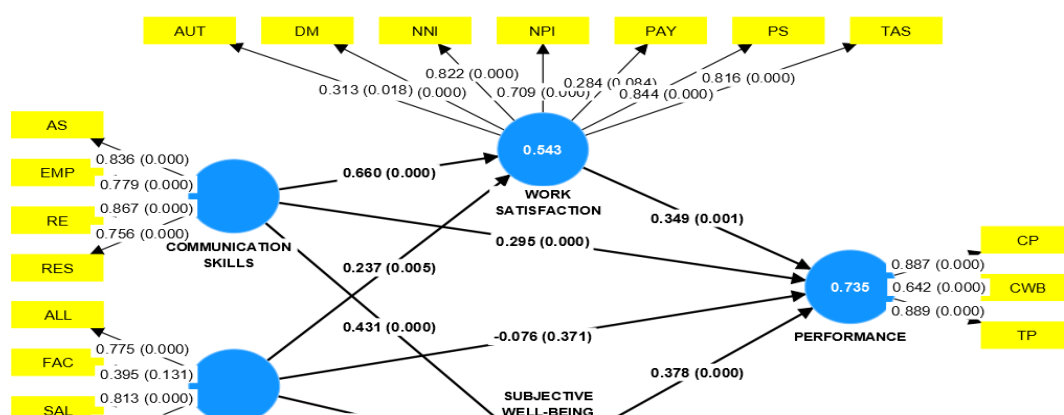 AUT
DM
NNI
NPI
PAY
PS
TAS
0.822 (0.000)
0.284 (0.084)
0.816 (0.000)
0.313 (0.018)
0.844 (0.000)
AS
0.836 (0.000)
EMP
0.779 (0.000)
RE
0.867 (0.000)
0.756 (0.000)
RES
COMMUNICATION
SKILLS
0.543
WORK
SATISFACTION
0.660 (0.000)
0.349 (0.001)
0.295 (0.000)
0.237 (0.005)
0.431 (0.000)
-0.076 (0.371)
0.378 (0.000)
0.735
PERFORMANCE
CP
0.887 (0.000)
CWB
0.642 (0.000)
0.889 (0.000)
TP
ALL
0.775 (0.000)
FAC
0.395 (0.131)
SAL
0.813 (0.000)
SUBJECTIVE
WELL-BEING